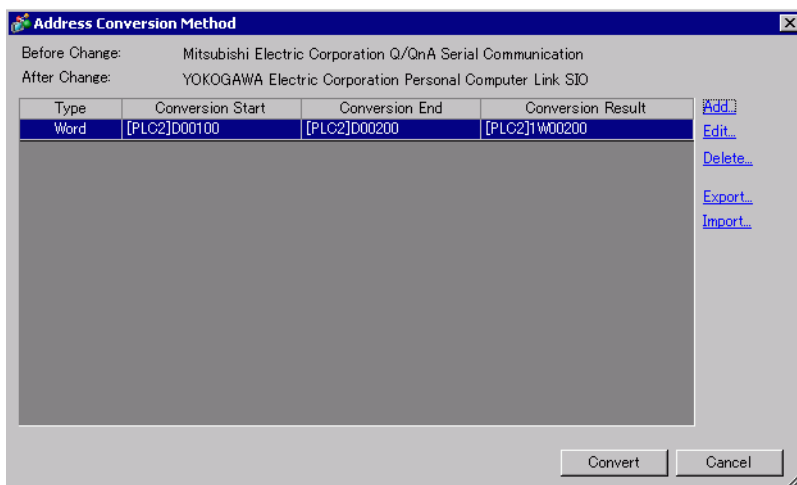 Address Conversion Method
Before Change: Mitsubishi Electric Corporation Q/QnA Serial Communication
After Change: YOKOGAWA Electric Corporation Personal Computer Link SIO
Type Conversion Start Conversion End Conversion Result
Word [PLC2]D00100 [PLC2]D00200 [PLC2]1W00200
Add...
Edit...
Delete...
Export...
Import...
Convert Cancel